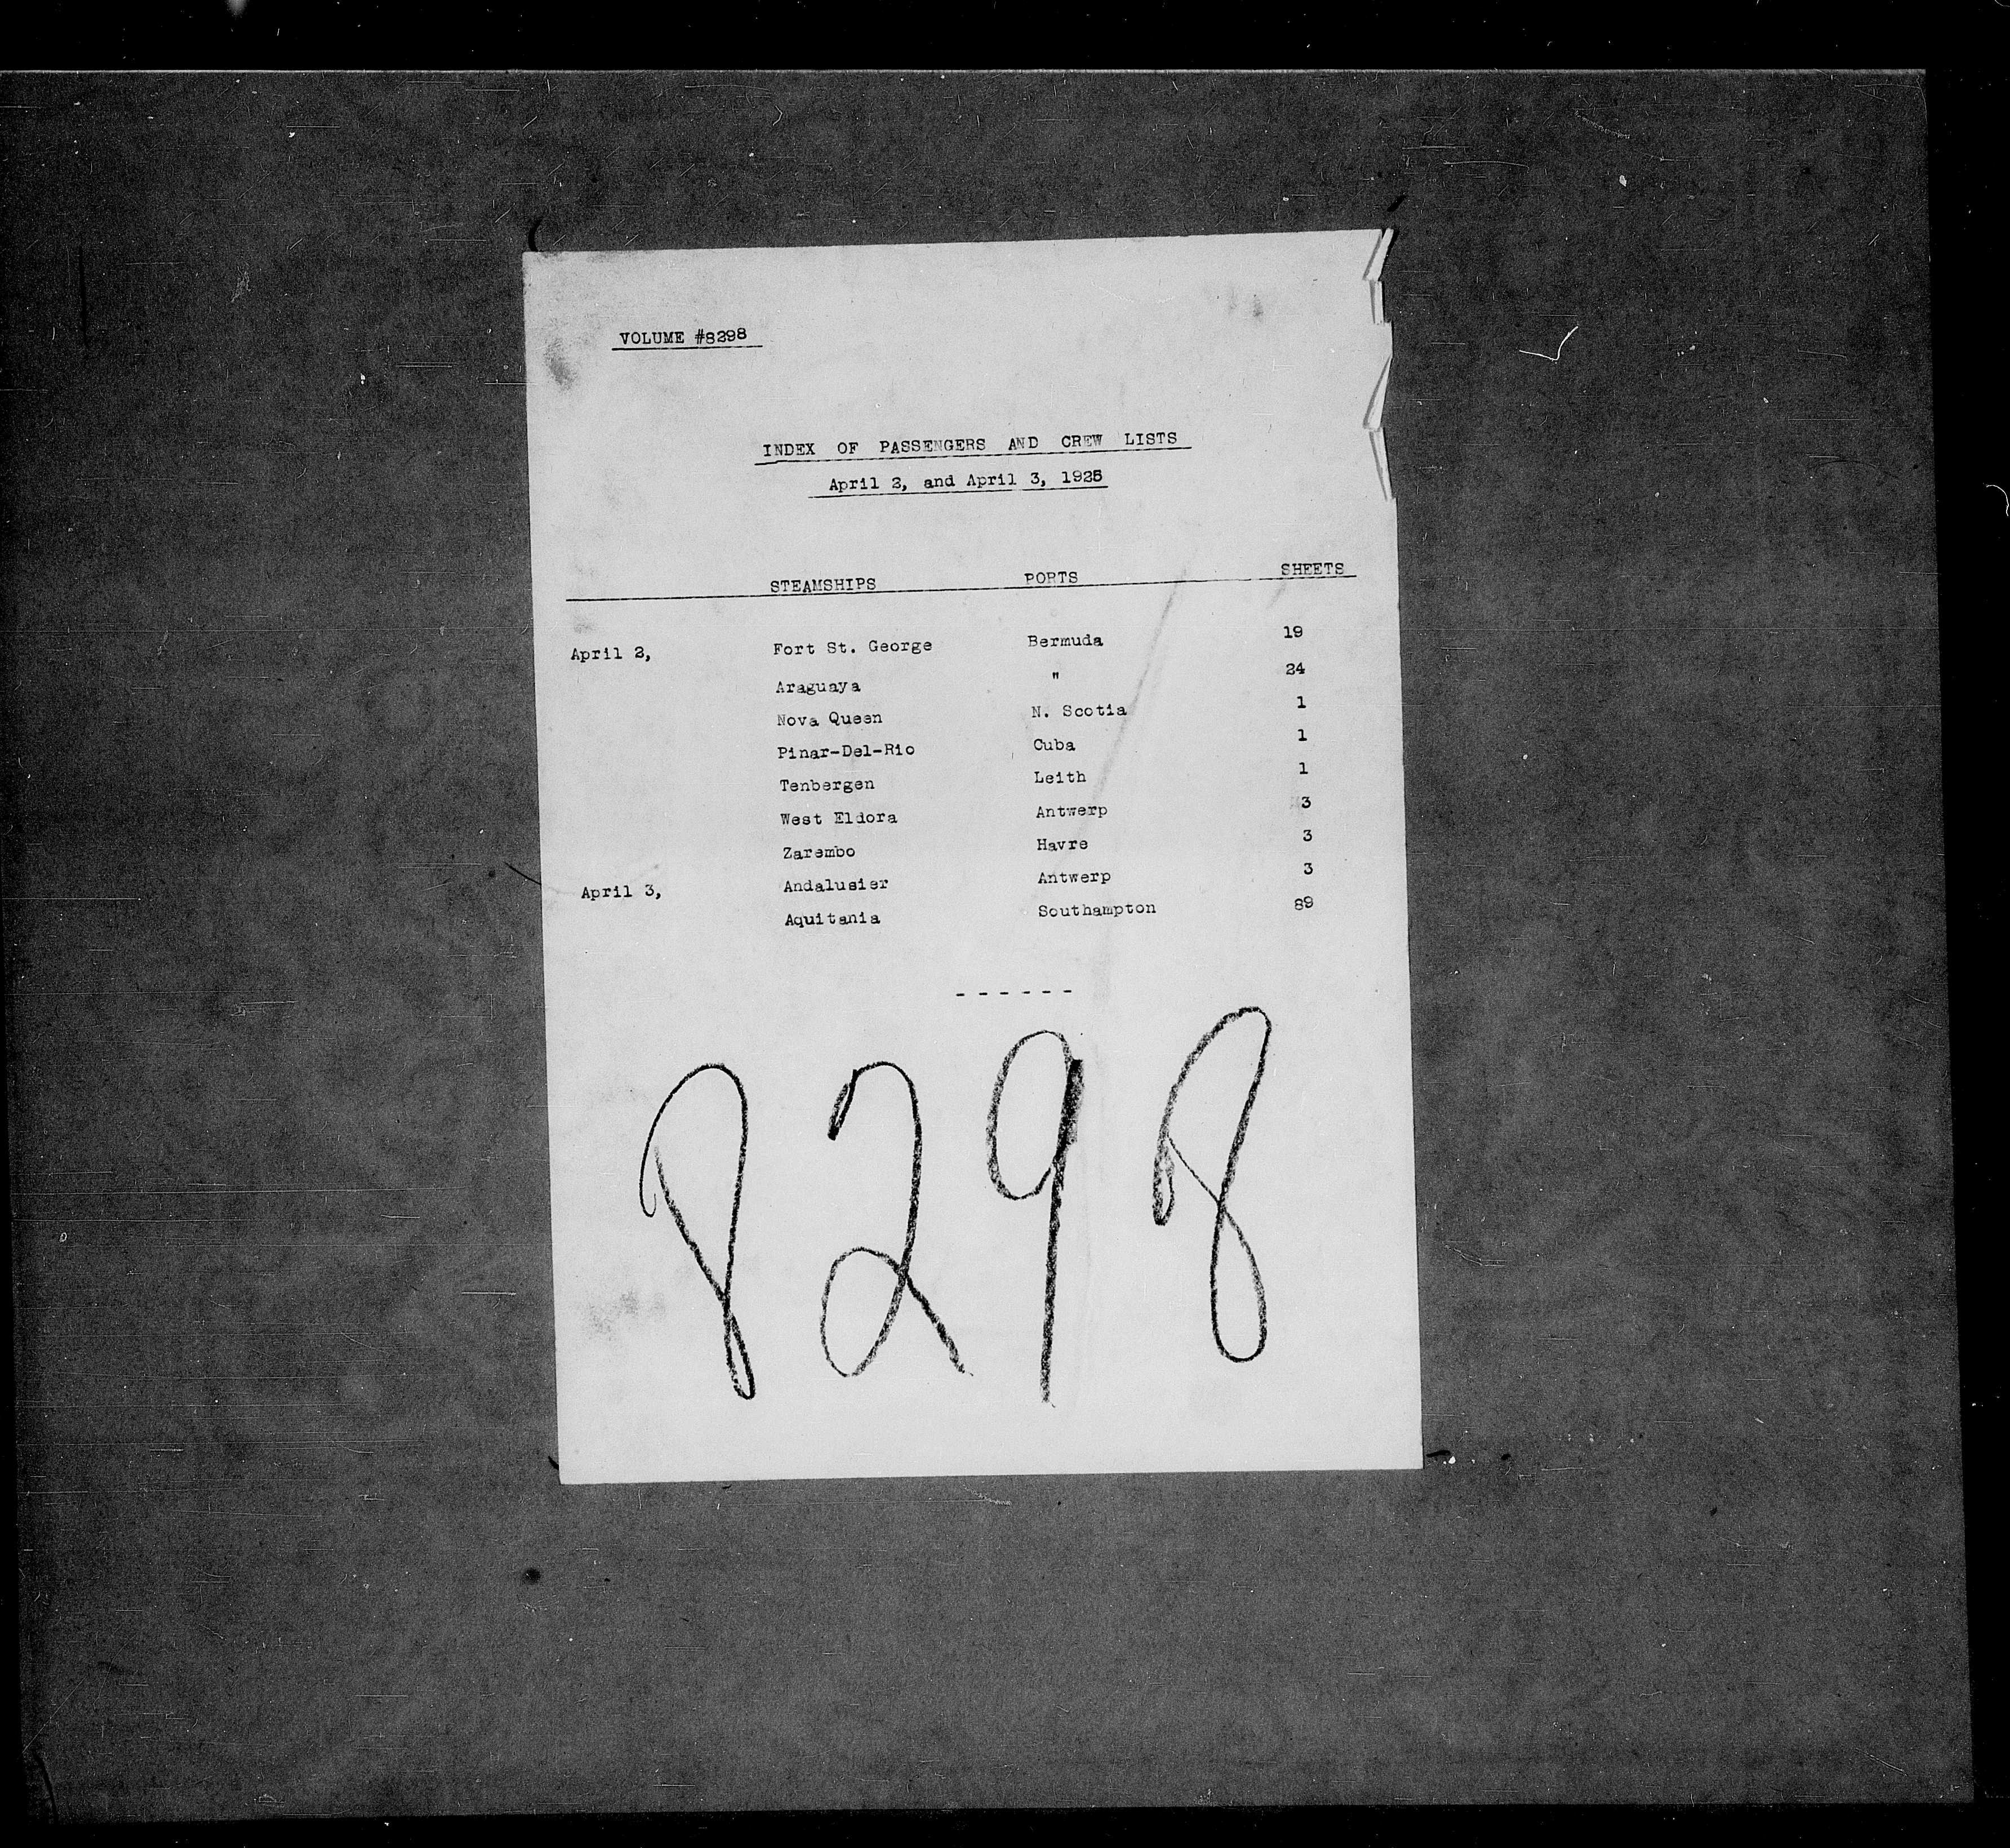 VOLUME #8298
INDEX OF PASSENGERS AND CREW LISTS
April 2, and April 3, 1925
STEAMSHIPS PORTS SHEETS
April 2, Fort St. George Bermuda 19
Araguaya " 24
Nova Queen N. Scotia 1
Pinar-Del-Rio Cuba 1
Tenbergen Leith 1
West Eldora Antwerp 3
Zarembo Havre 3
April 3, Andalusier Antwerp 3
Aquitania Southampton 89
- - - - - -
8298